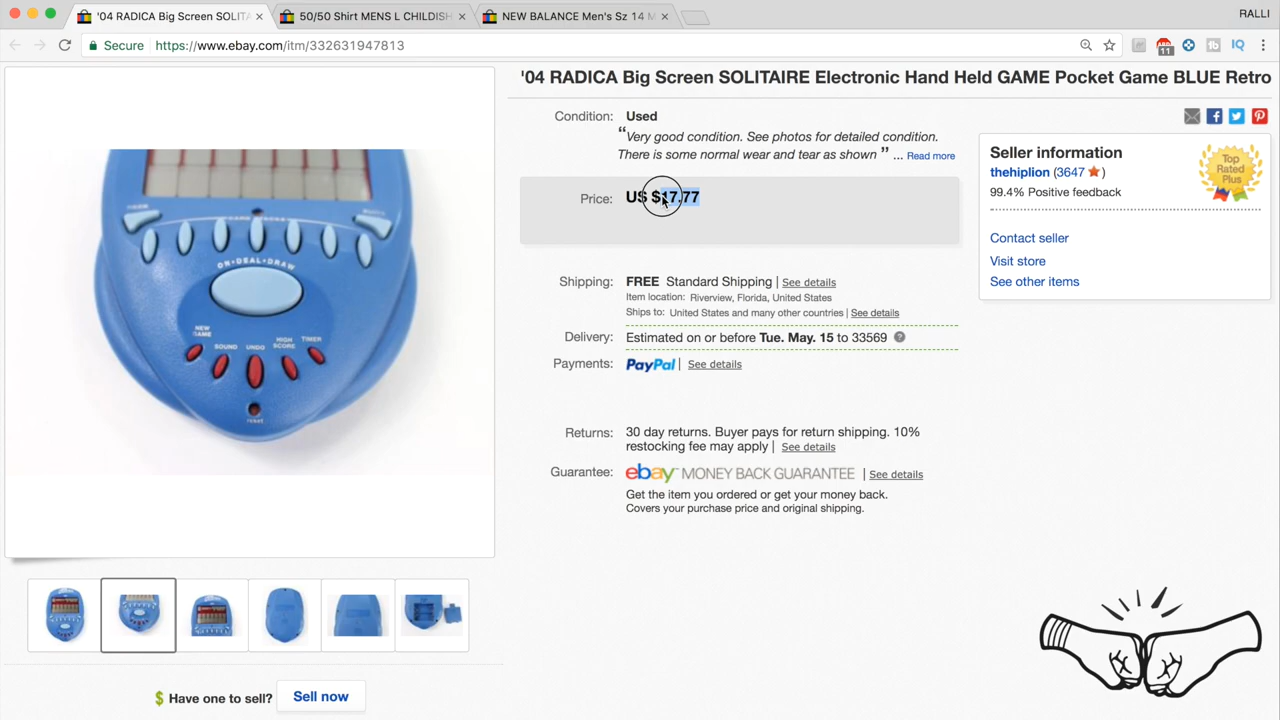 '04 RADICA Big Screen SOLITA
50/50 Shirt MENS L CHILDISH
NEW BALANCE Men's Sz 14 M
RALLI
Secure
https://www.ebay.com/itm/332631947813
11
IQ
'04 RADICA Big Screen SOLITAIRE Electronic Hand Held GAME Pocket Game BLUE Retro
Condition: Used
“Very good condition. See photos for detailed condition.
There is some normal wear and tear as shown ” ... Read more
Price: US $17.77
Shipping: FREE Standard Shipping | See details
Item location: Riverview, Florida, United States
Ships to: United States and many other countries | See details
Delivery: Estimated on or before Tue. May. 15 to 33569
Payments: PayPal | See details
Returns: 30 day returns. Buyer pays for return shipping. 10%
restocking fee may apply | See details
Guarantee: ebay MONEY BACK GUARANTEE | See details
Get the item you ordered or get your money back.
Covers your purchase price and original shipping.
Seller information
thehiplion (3647 )
99.4% Positive feedback
Top
Rated
Plus
Contact seller
Visit store
See other items
ON•DEAL•DRAW
NEW
GAME
SOUND
UNDO
HIGH
SCORE
TIMER
reset
$ Have one to sell?
Sell now